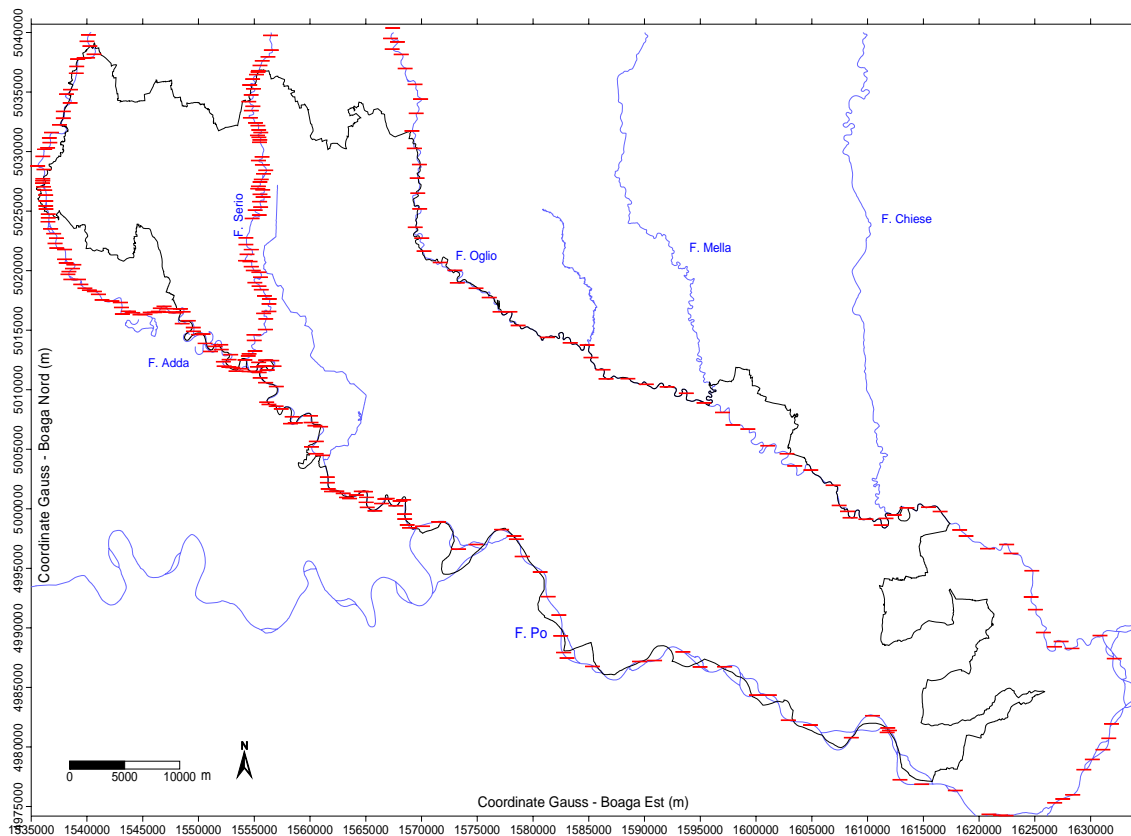 5040000
5035000
5030000
5025000
5020000
5015000
5010000
5005000
5000000
4995000
4990000
4985000
4980000
4975000
Coordinate Gauss - Boaga Nord (m)
F. Serio
F. Chiese
F. Mella
F. Oglio
F. Adda
F. Po
N
0 5000 10000 m
Coordinate Gauss - Boaga Est (m)
1535000 1540000 1545000 1550000 1555000 1560000 1565000 1570000 1575000 1580000 1585000 1590000 1595000 1600000 1605000 1610000 1615000 1620000 1625000 1630000